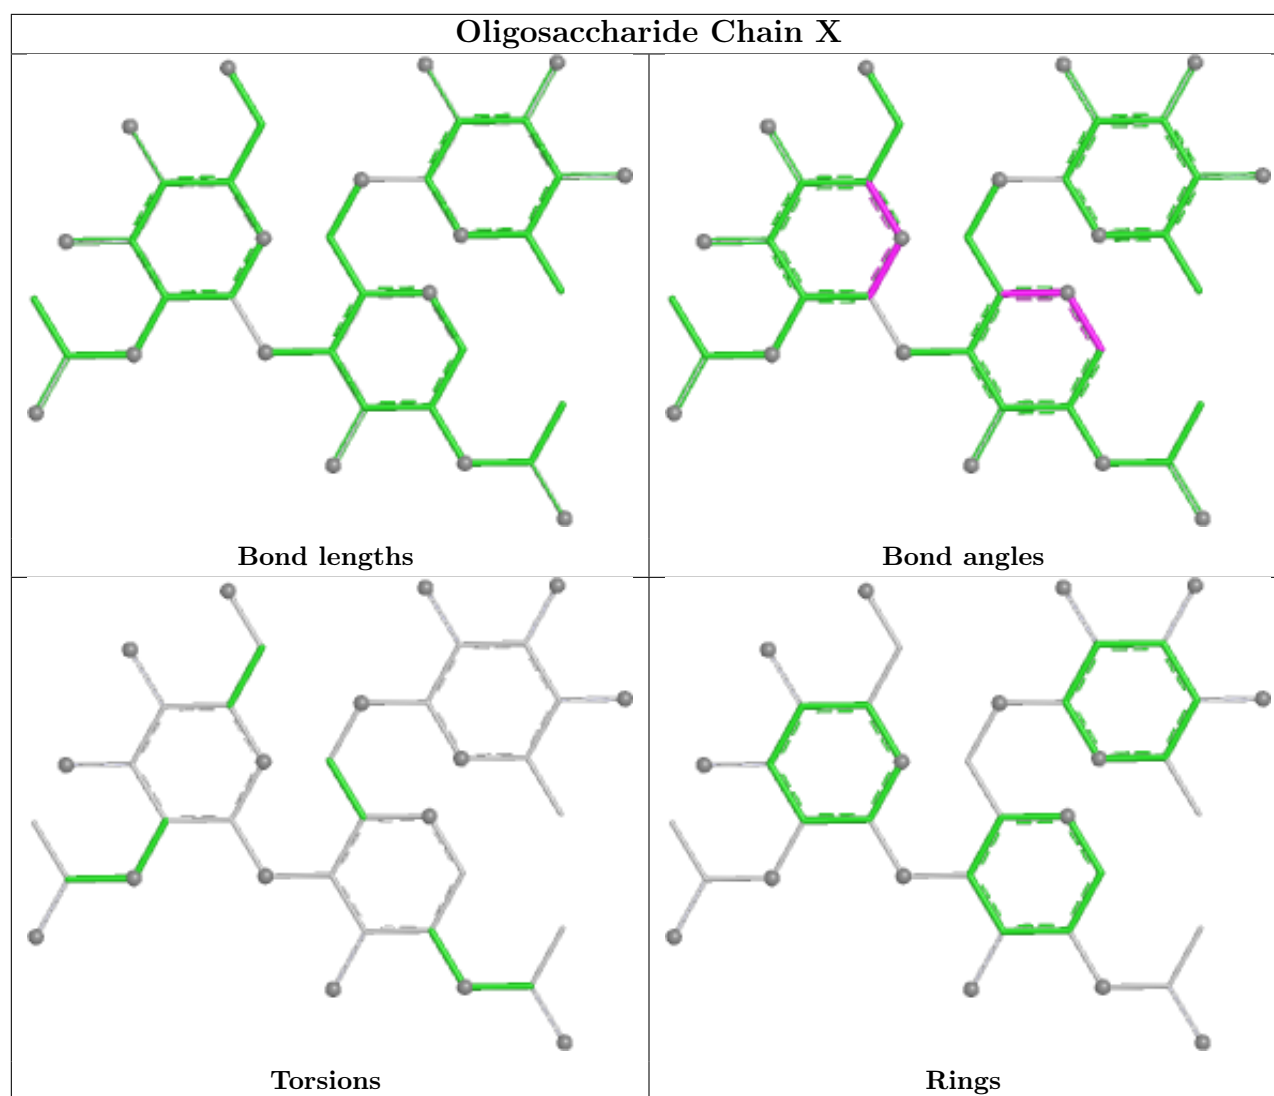 Oligosaccharide Chain X
Bond lengths
Bond angles
Torsions
Rings